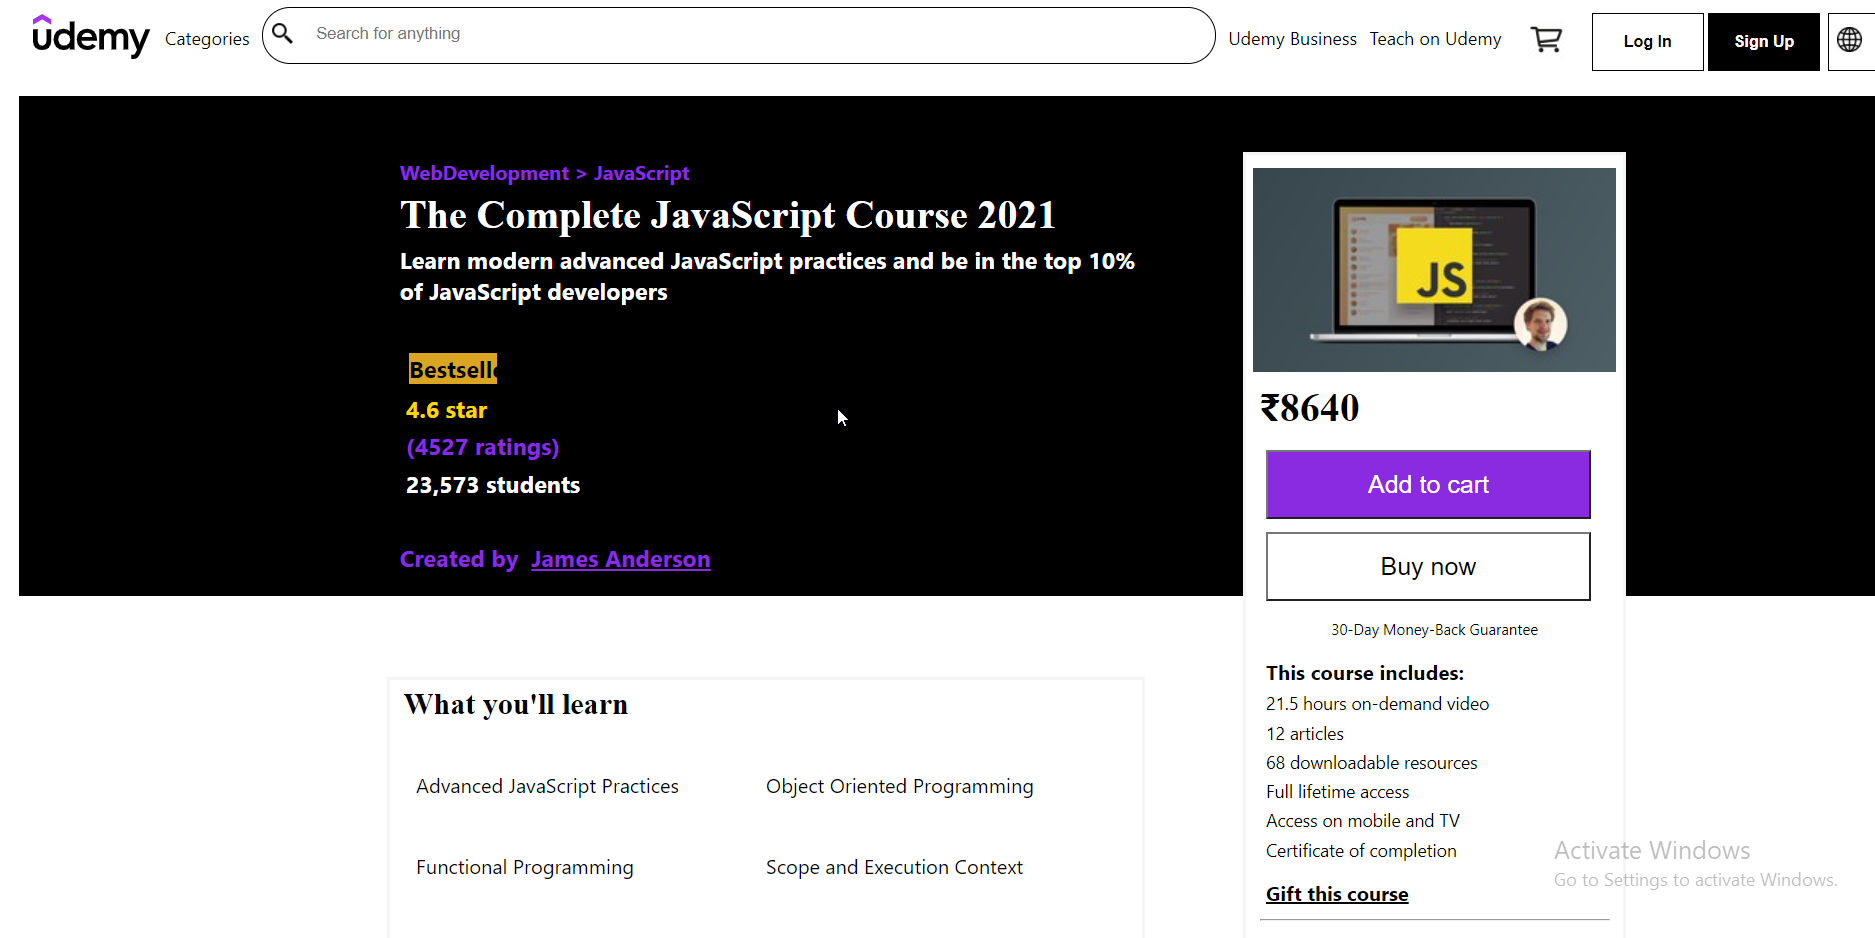 udemy Categories Search for anything Udemy Business Teach on Udemy Log In Sign Up
WebDevelopment > JavaScript
The Complete JavaScript Course 2021
Learn modern advanced JavaScript practices and be in the top 10%
of JavaScript developers
Bestselle
4.6 star
(4527 ratings)
23,573 students
Created by James Anderson
JS
₹8640
Add to cart
Buy now
30-Day Money-Back Guarantee
This course includes:
21.5 hours on-demand video
12 articles
68 downloadable resources
Full lifetime access
Access on mobile and TV
Certificate of completion
Gift this course
What you'll learn
Advanced JavaScript Practices Object Oriented Programming
Functional Programming Scope and Execution Context
Activate Windows
Go to Settings to activate Windows.